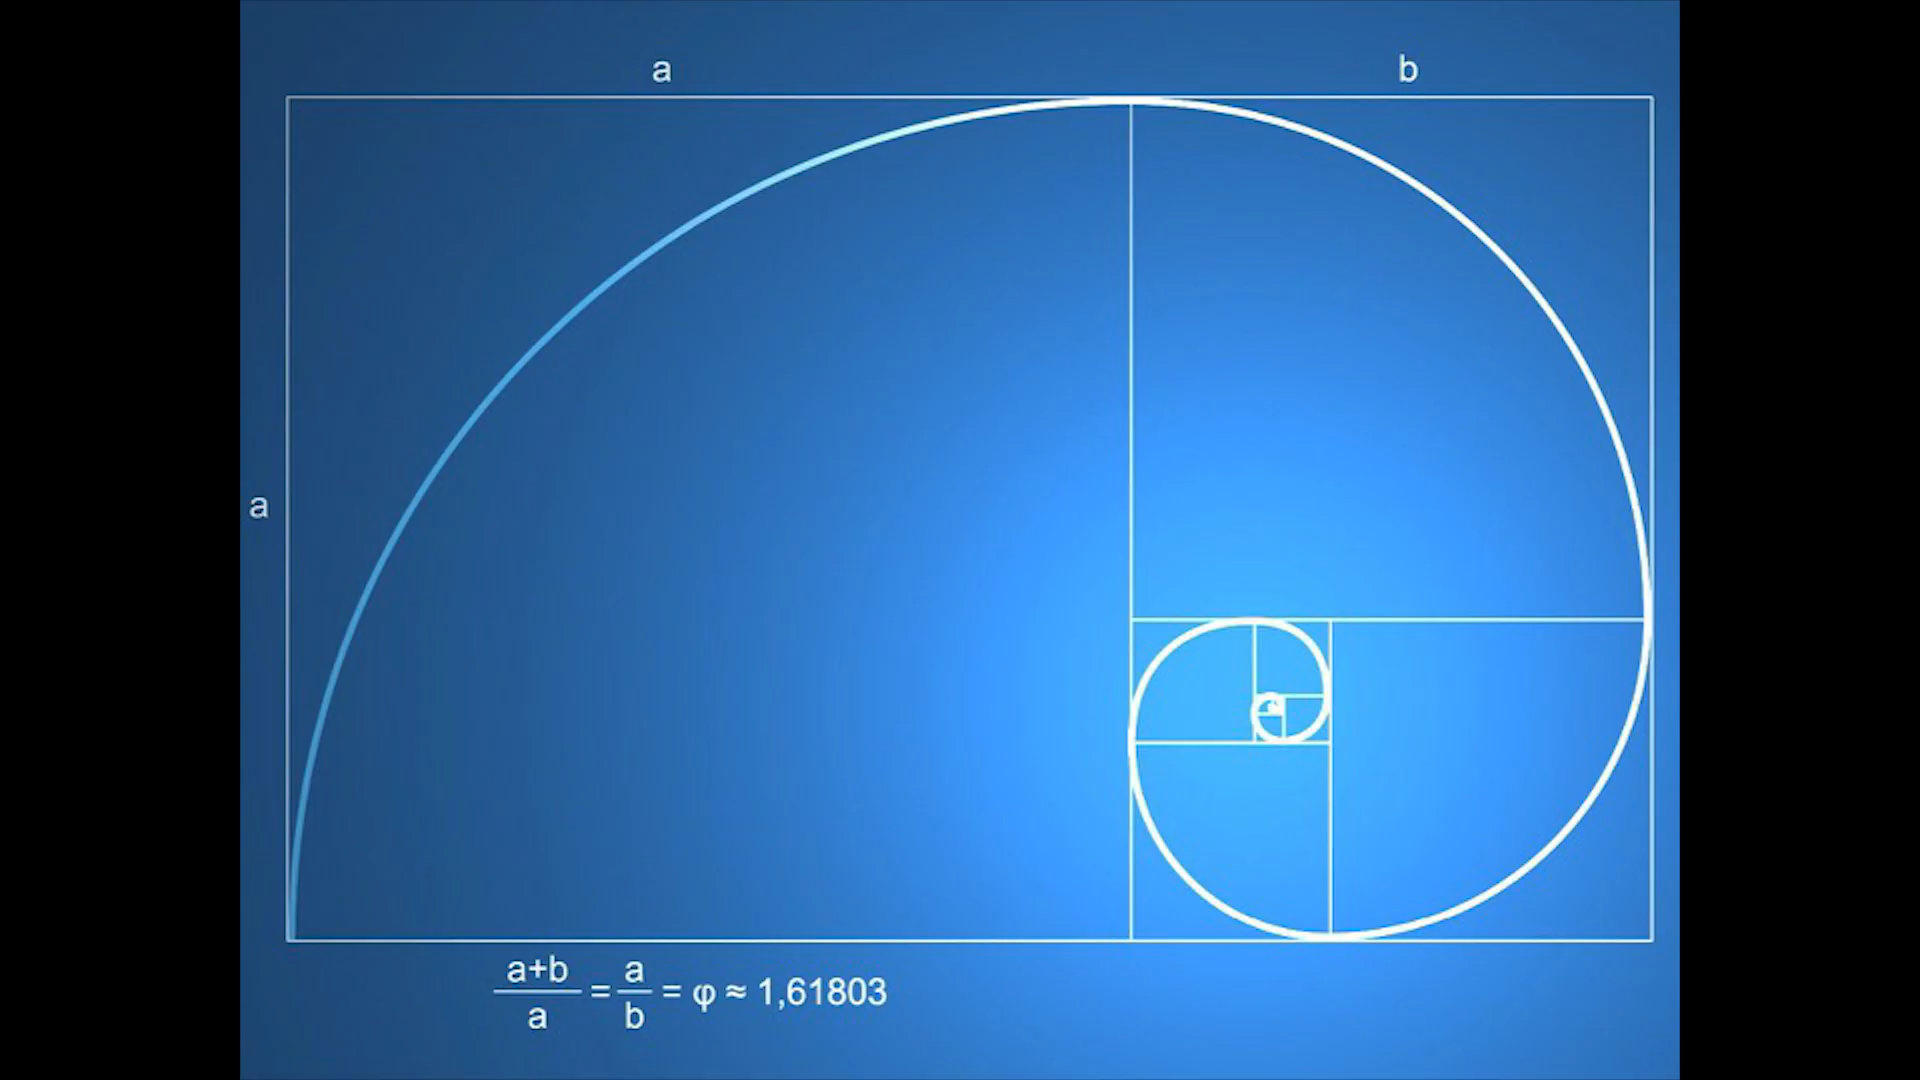 a b
a
a+b / a = a / b = φ ≈ 1,61803